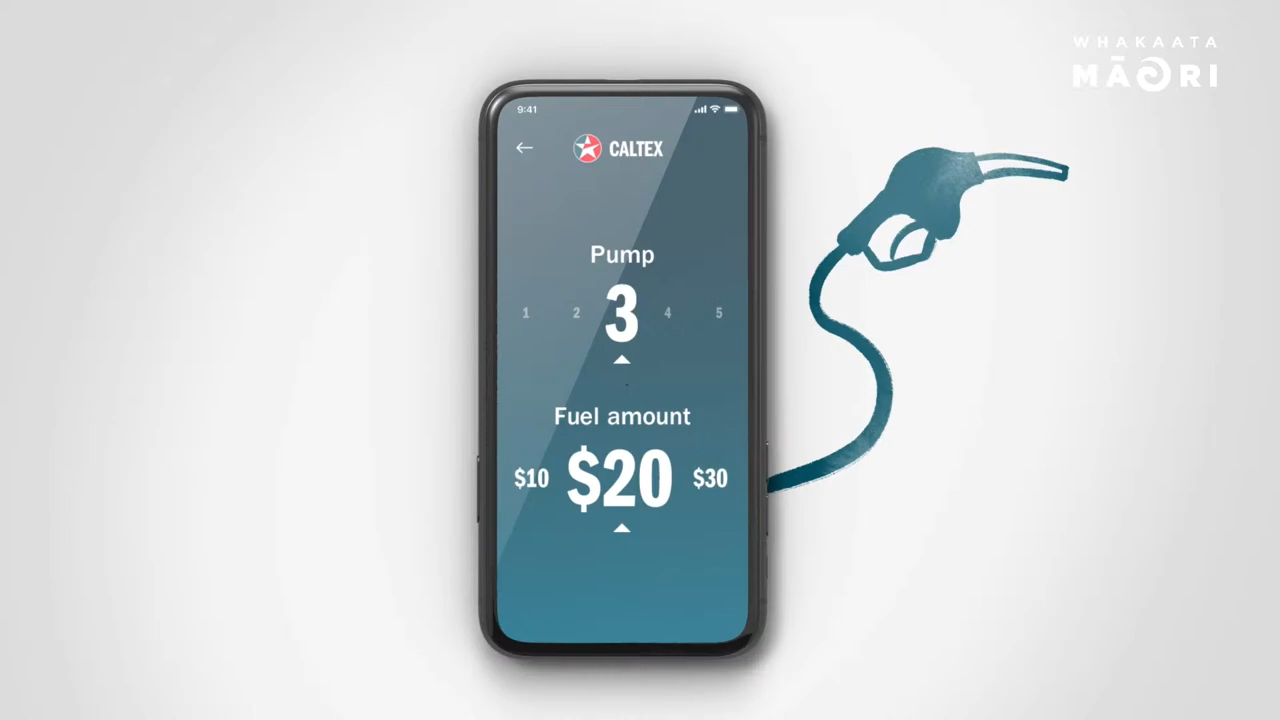 WHAKAATA
MĀORI
9:41
CALTEX
Pump
1 2 3 4 5
Fuel amount
$10 $20 $30